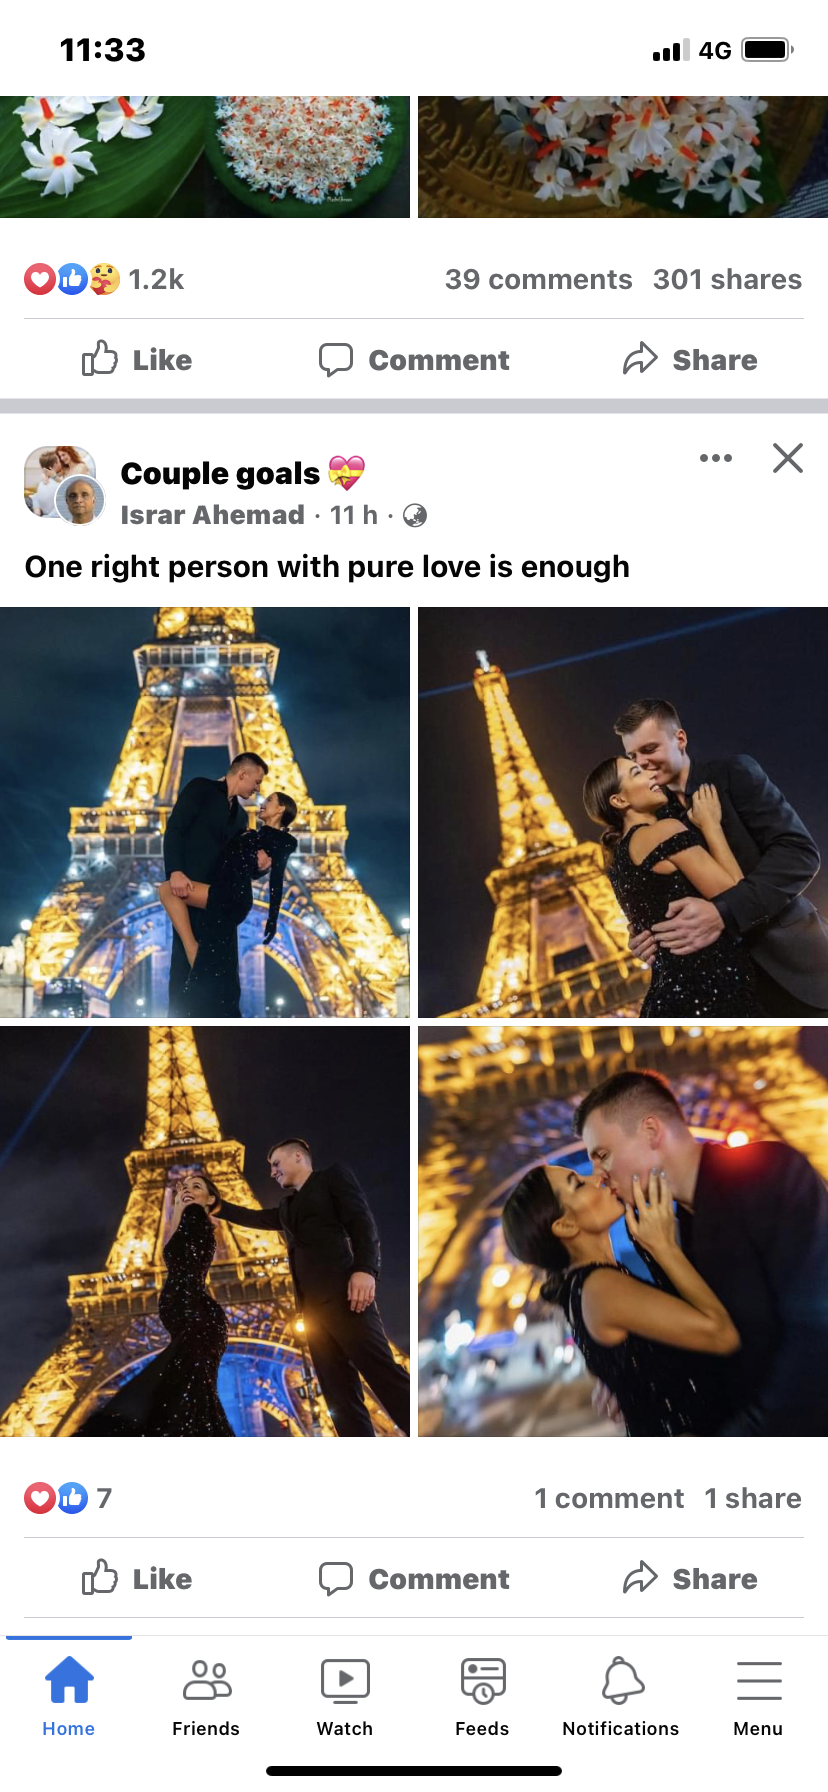 11:33 4G
1.2k 39 comments 301 shares
Like Comment Share
Couple goals 💝
Israr Ahemad · 11 h ·
One right person with pure love is enough
7 1 comment 1 share
Like Comment Share
Home Friends Watch Feeds Notifications Menu